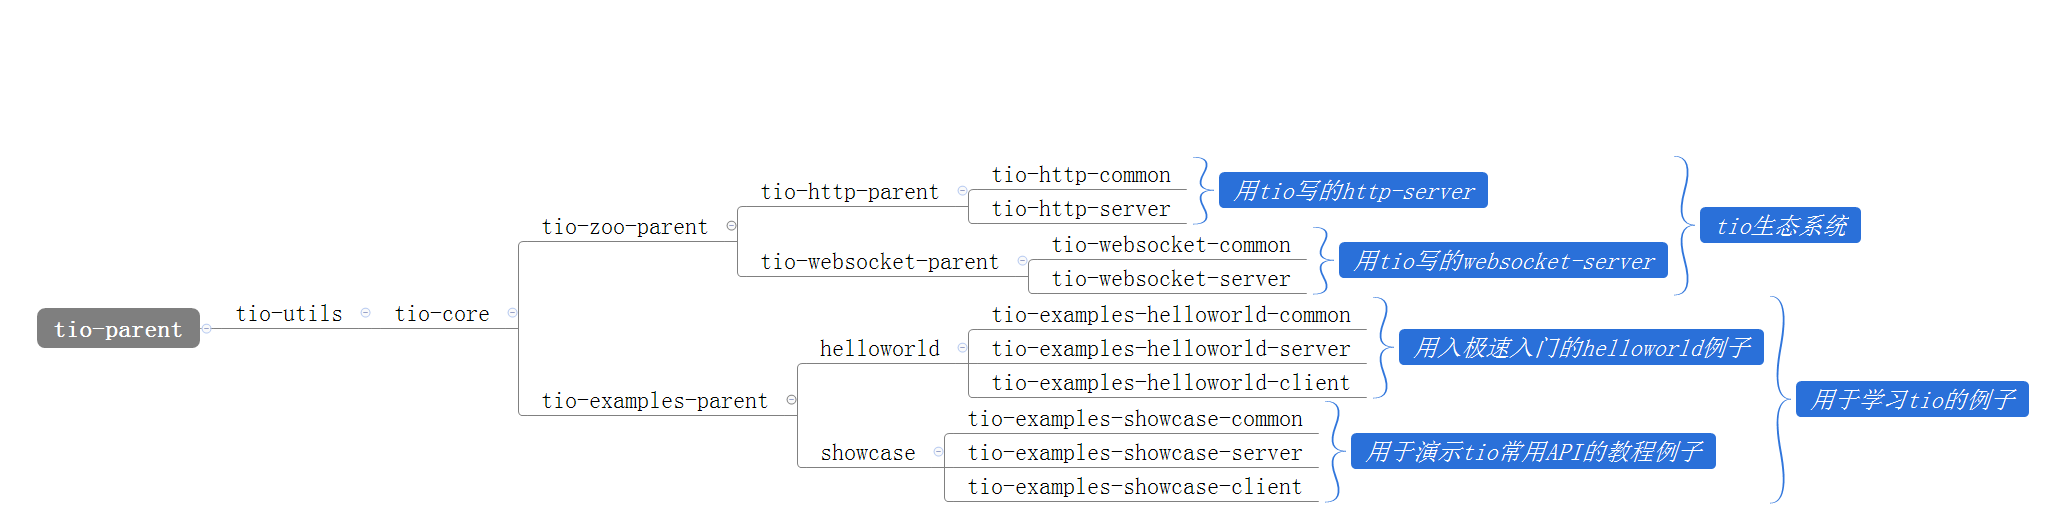 tio-parent
tio-utils
tio-core
tio-zoo-parent
tio-http-parent
tio-http-common
tio-http-server
用tio写的http-server
tio-websocket-parent
tio-websocket-common
tio-websocket-server
用tio写的websocket-server
tio生态系统
tio-examples-parent
helloworld
tio-examples-helloworld-common
tio-examples-helloworld-server
tio-examples-helloworld-client
用入极速入门的helloworld例子
showcase
tio-examples-showcase-common
tio-examples-showcase-server
tio-examples-showcase-client
用于演示tio常用API的教程例子
用于学习tio的例子